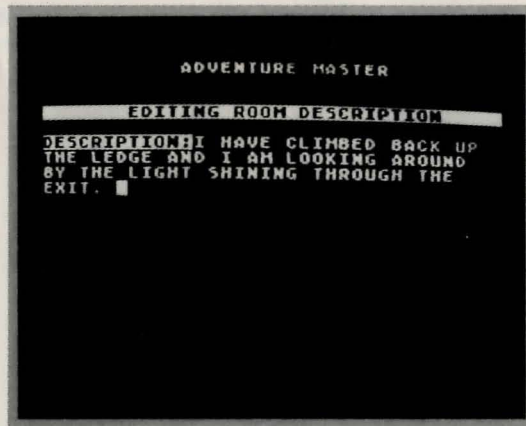 ADVENTURE MASTER
EDITING ROOM DESCRIPTION
DESCRIPTION:I HAVE CLIMBED BACK UP
THE LEDGE AND I AM LOOKING AROUND
BY THE LIGHT SHINING THROUGH THE
EXIT.